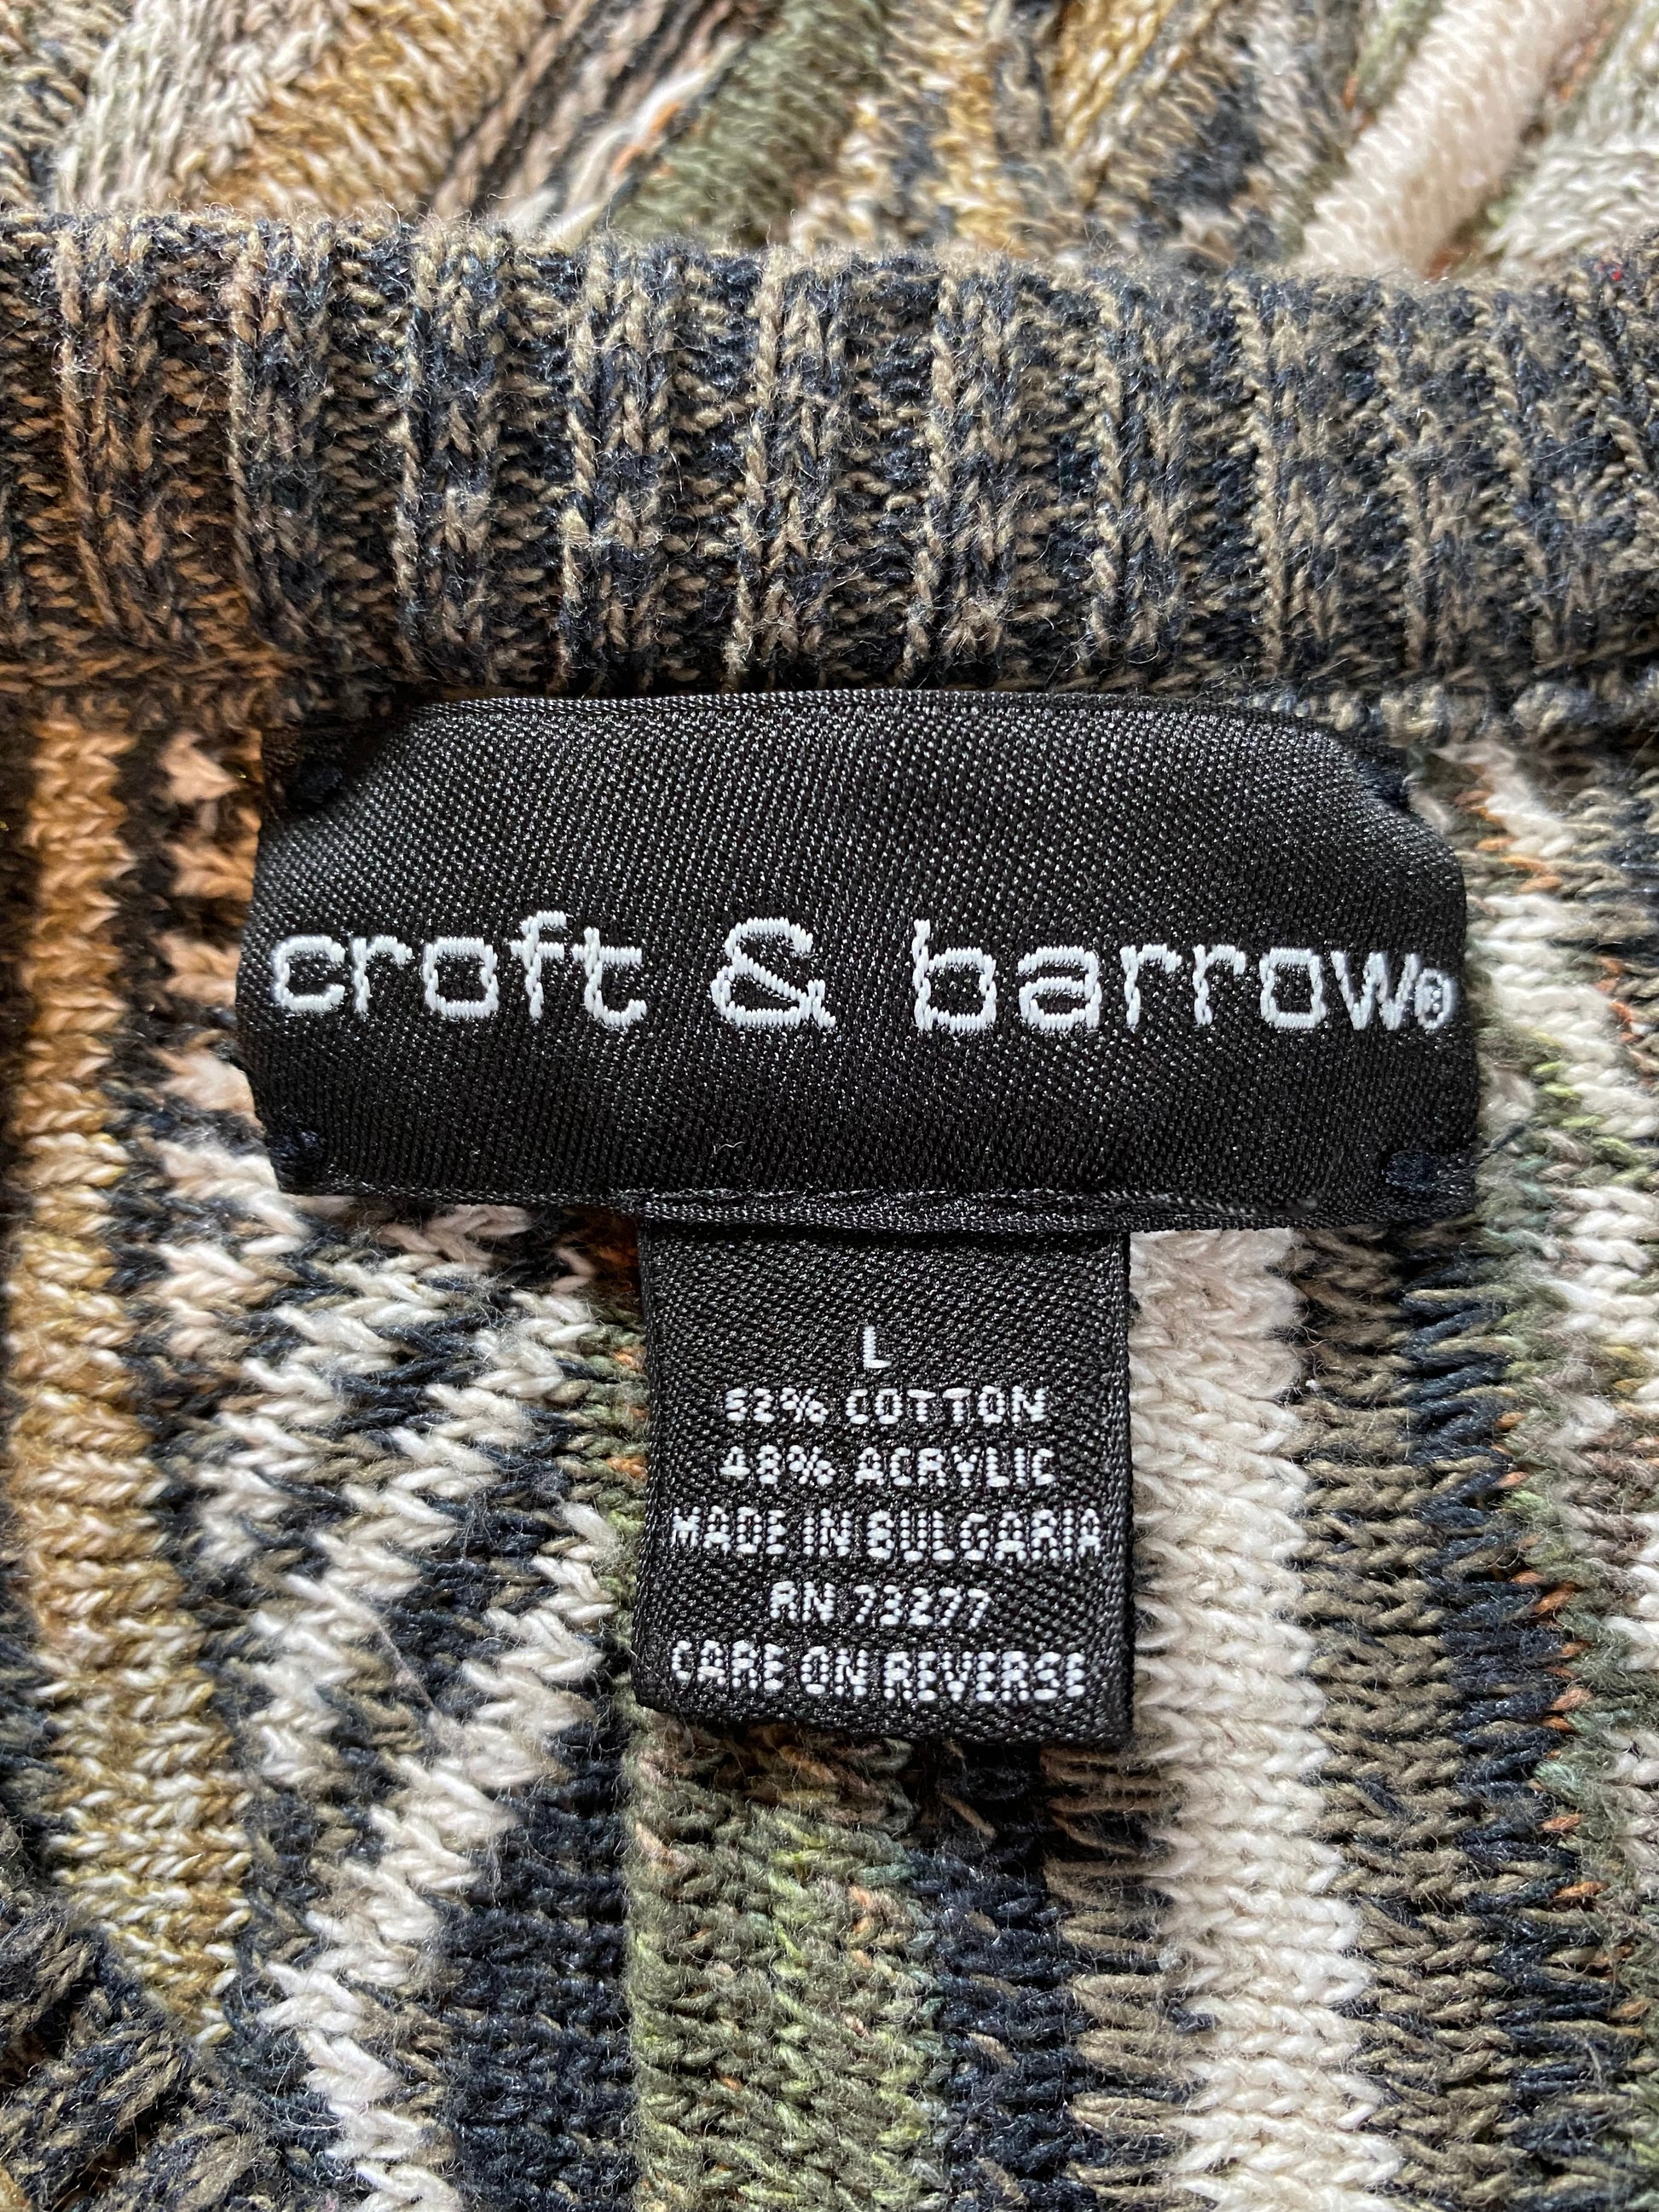 croft & barrow®
L
52% COTTON
48% ACRYLIC
MADE IN BULGARIA
RN 73277
CARE ON REVERSE